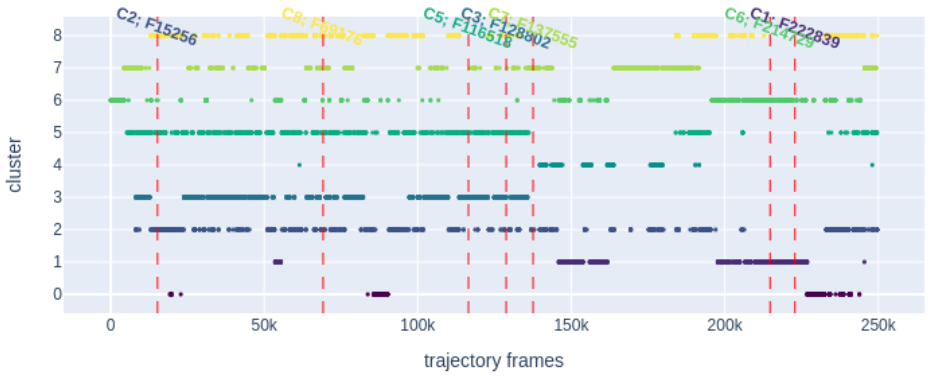 C2; F15256
C8; F69176
C5; F116518
C3; F128802
C7; F137555
C6; F214729
C1; F222839
8
7
6
5
4
3
2
1
0
cluster
0
50k
100k
150k
200k
250k
trajectory frames